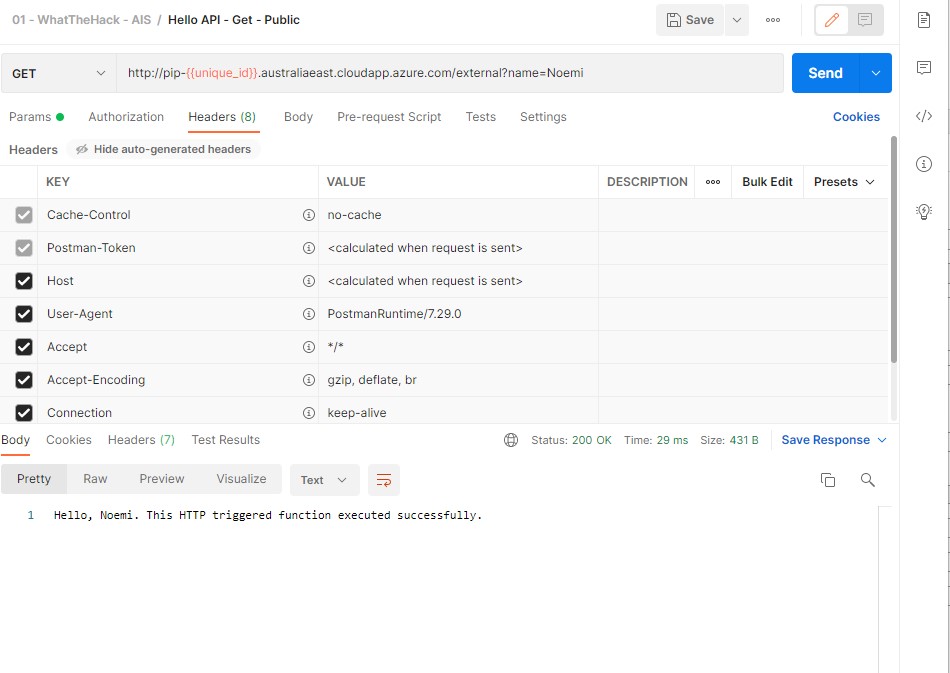 01 - WhatTheHack - AIS / Hello API - Get - Public
Save
GET
http://pip-{{unique_id}}.australiaeast.cloudapp.azure.com/external?name=Noemi
Send
Params
Authorization
Headers (8)
Body
Pre-request Script
Tests
Settings
Cookies
Headers
Hide auto-generated headers
KEY VALUE DESCRIPTION Bulk Edit Presets
Cache-Control no-cache
Postman-Token <calculated when request is sent>
Host <calculated when request is sent>
User-Agent PostmanRuntime/7.29.0
Accept */*
Accept-Encoding gzip, deflate, br
Connection keep-alive
Body Cookies Headers (7) Test Results
Status: 200 OK Time: 29 ms Size: 431 B
Save Response
Pretty Raw Preview Visualize Text
1 Hello, Noemi. This HTTP triggered function executed successfully.